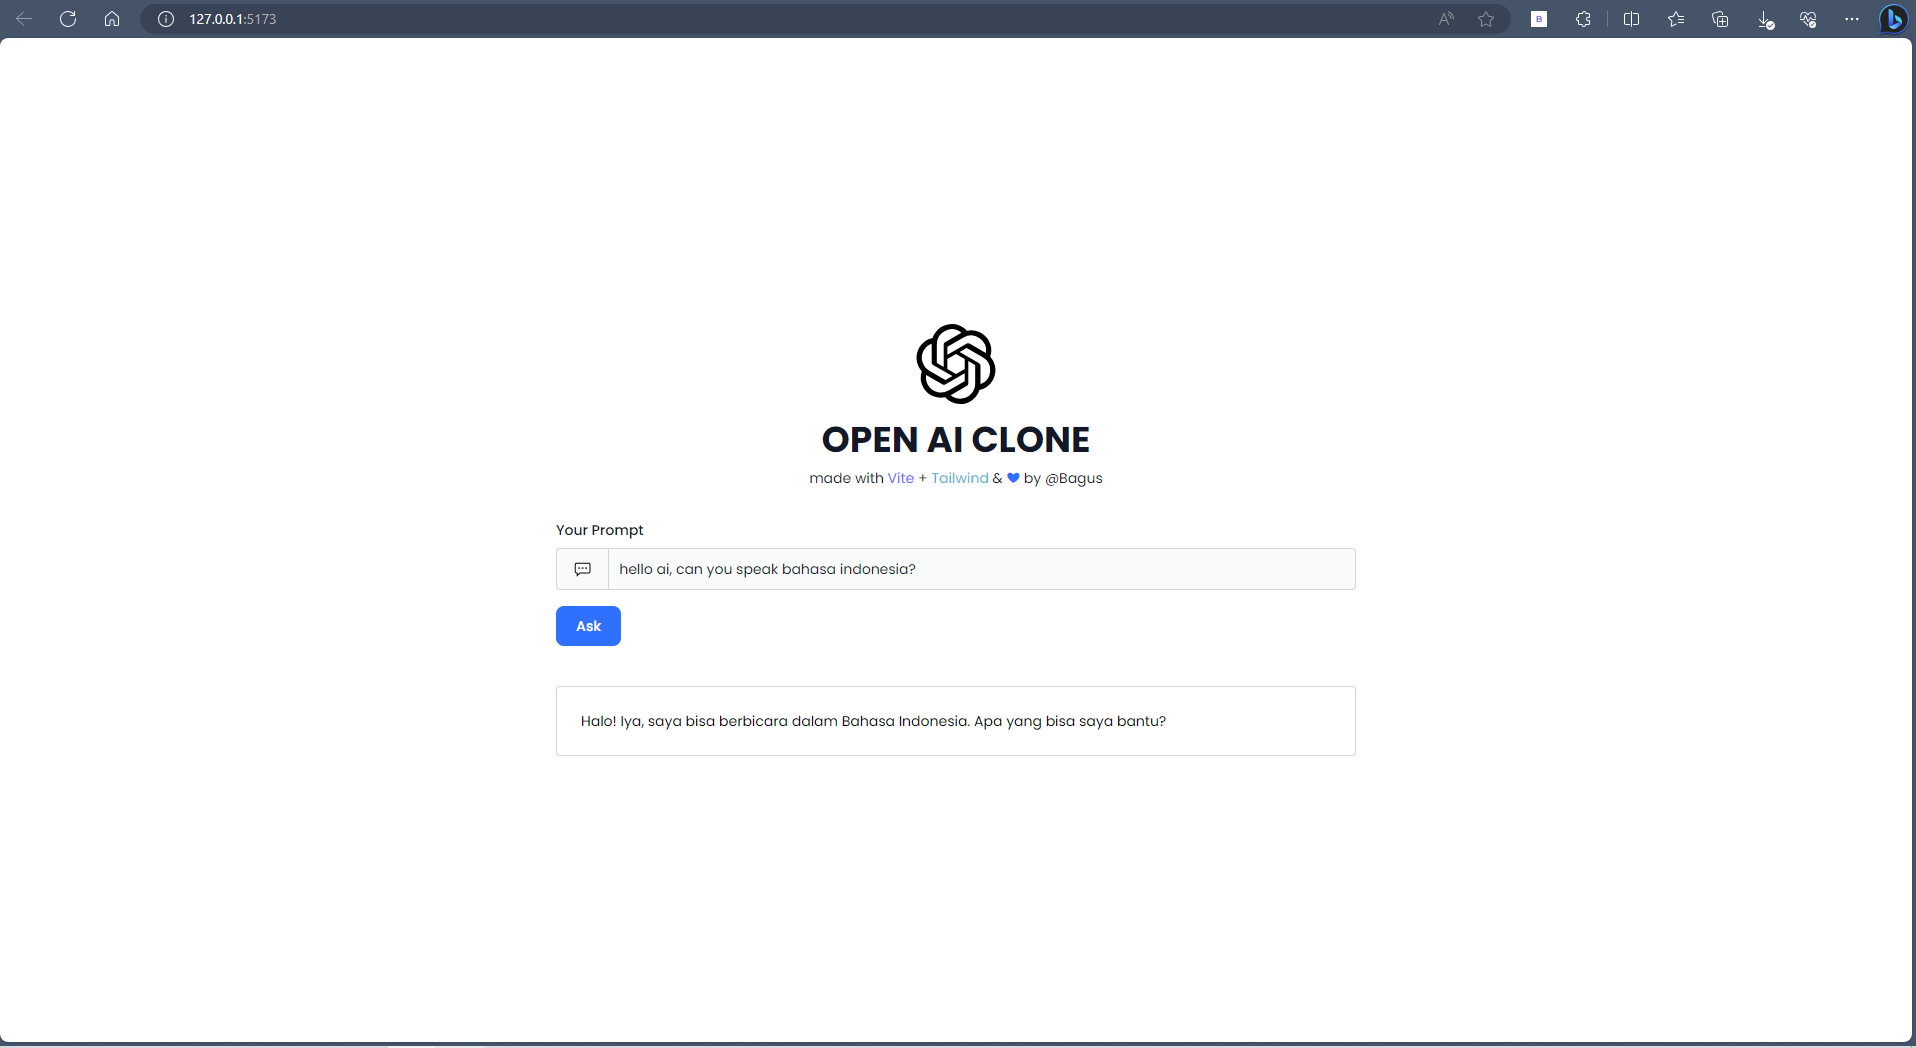 127.0.0.1:5173
OPEN AI CLONE
made with Vite + Tailwind & 💙 by @Bagus
Your Prompt
hello ai, can you speak bahasa indonesia?
Ask
Halo! Iya, saya bisa berbicara dalam Bahasa Indonesia. Apa yang bisa saya bantu?